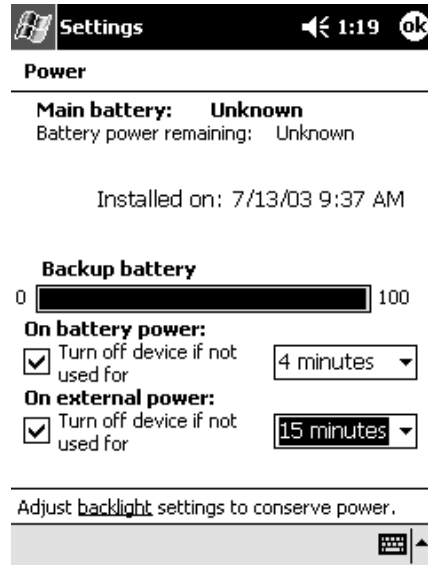 Settings 1:19 ok
Power
Main battery: Unknown
Battery power remaining: Unknown
Installed on: 7/13/03 9:37 AM
Backup battery
0 100
On battery power:
Turn off device if not used for 4 minutes
On external power:
Turn off device if not used for 15 minutes
Adjust backlight settings to conserve power.